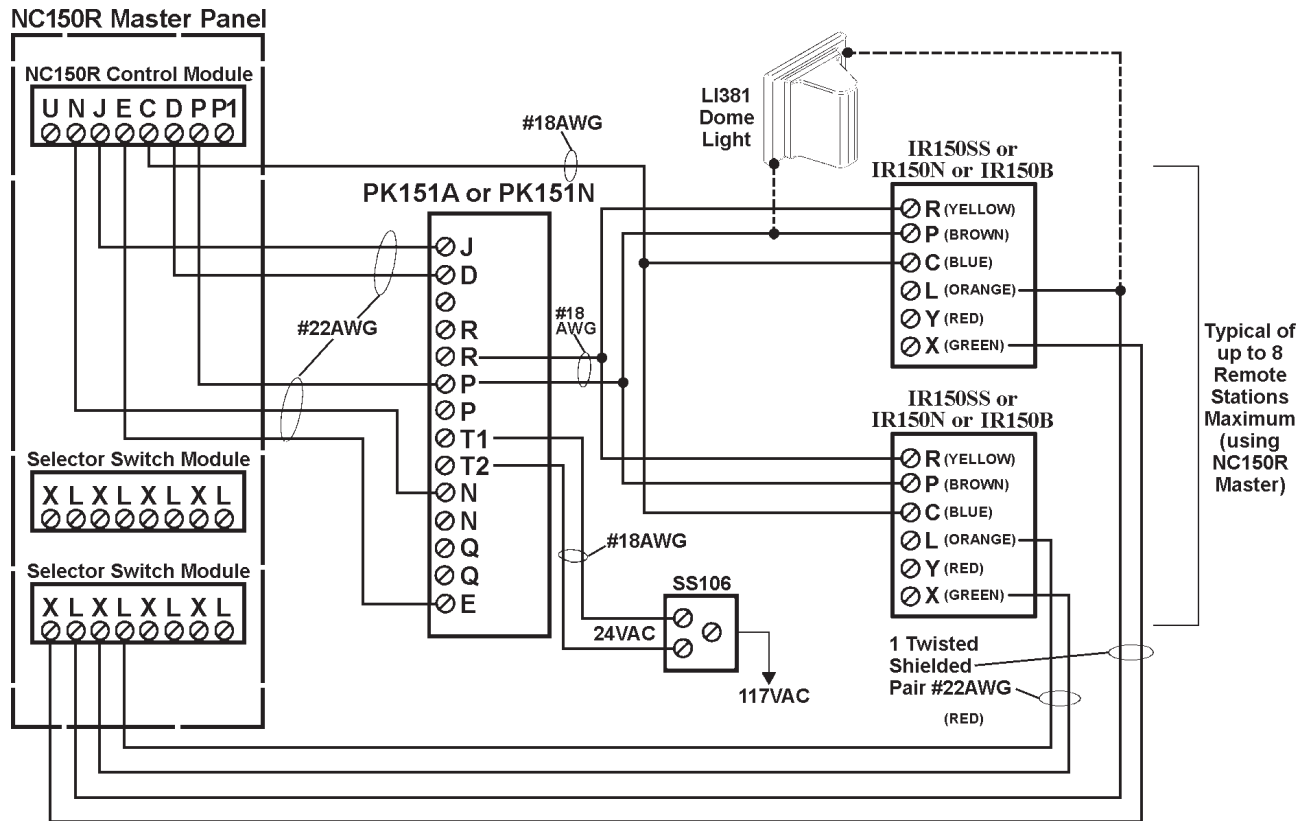 NC150R Master Panel
NC150R Control Module
U N J E C D P P1
#18AWG
LI381
Dome
Light
PK151A or PK151N
J
D
R
R
P
P
T1
T2
N
N
Q
Q
E
#22AWG
#18
AWG
#18AWG
IR150SS or
IR150N or IR150B
R (YELLOW)
P (BROWN)
C (BLUE)
L (ORANGE)
Y (RED)
X (GREEN)
IR150SS or
IR150N or IR150B
R (YELLOW)
P (BROWN)
C (BLUE)
L (ORANGE)
Y (RED)
X (GREEN)
Typical of
up to 8
Remote
Stations
Maximum
(using
NC150R
Master)
Selector Switch Module
X L X L X L X L
Selector Switch Module
X L X L X L X L
SS106
24VAC
117VAC
1 Twisted
Shielded
Pair #22AWG
(RED)